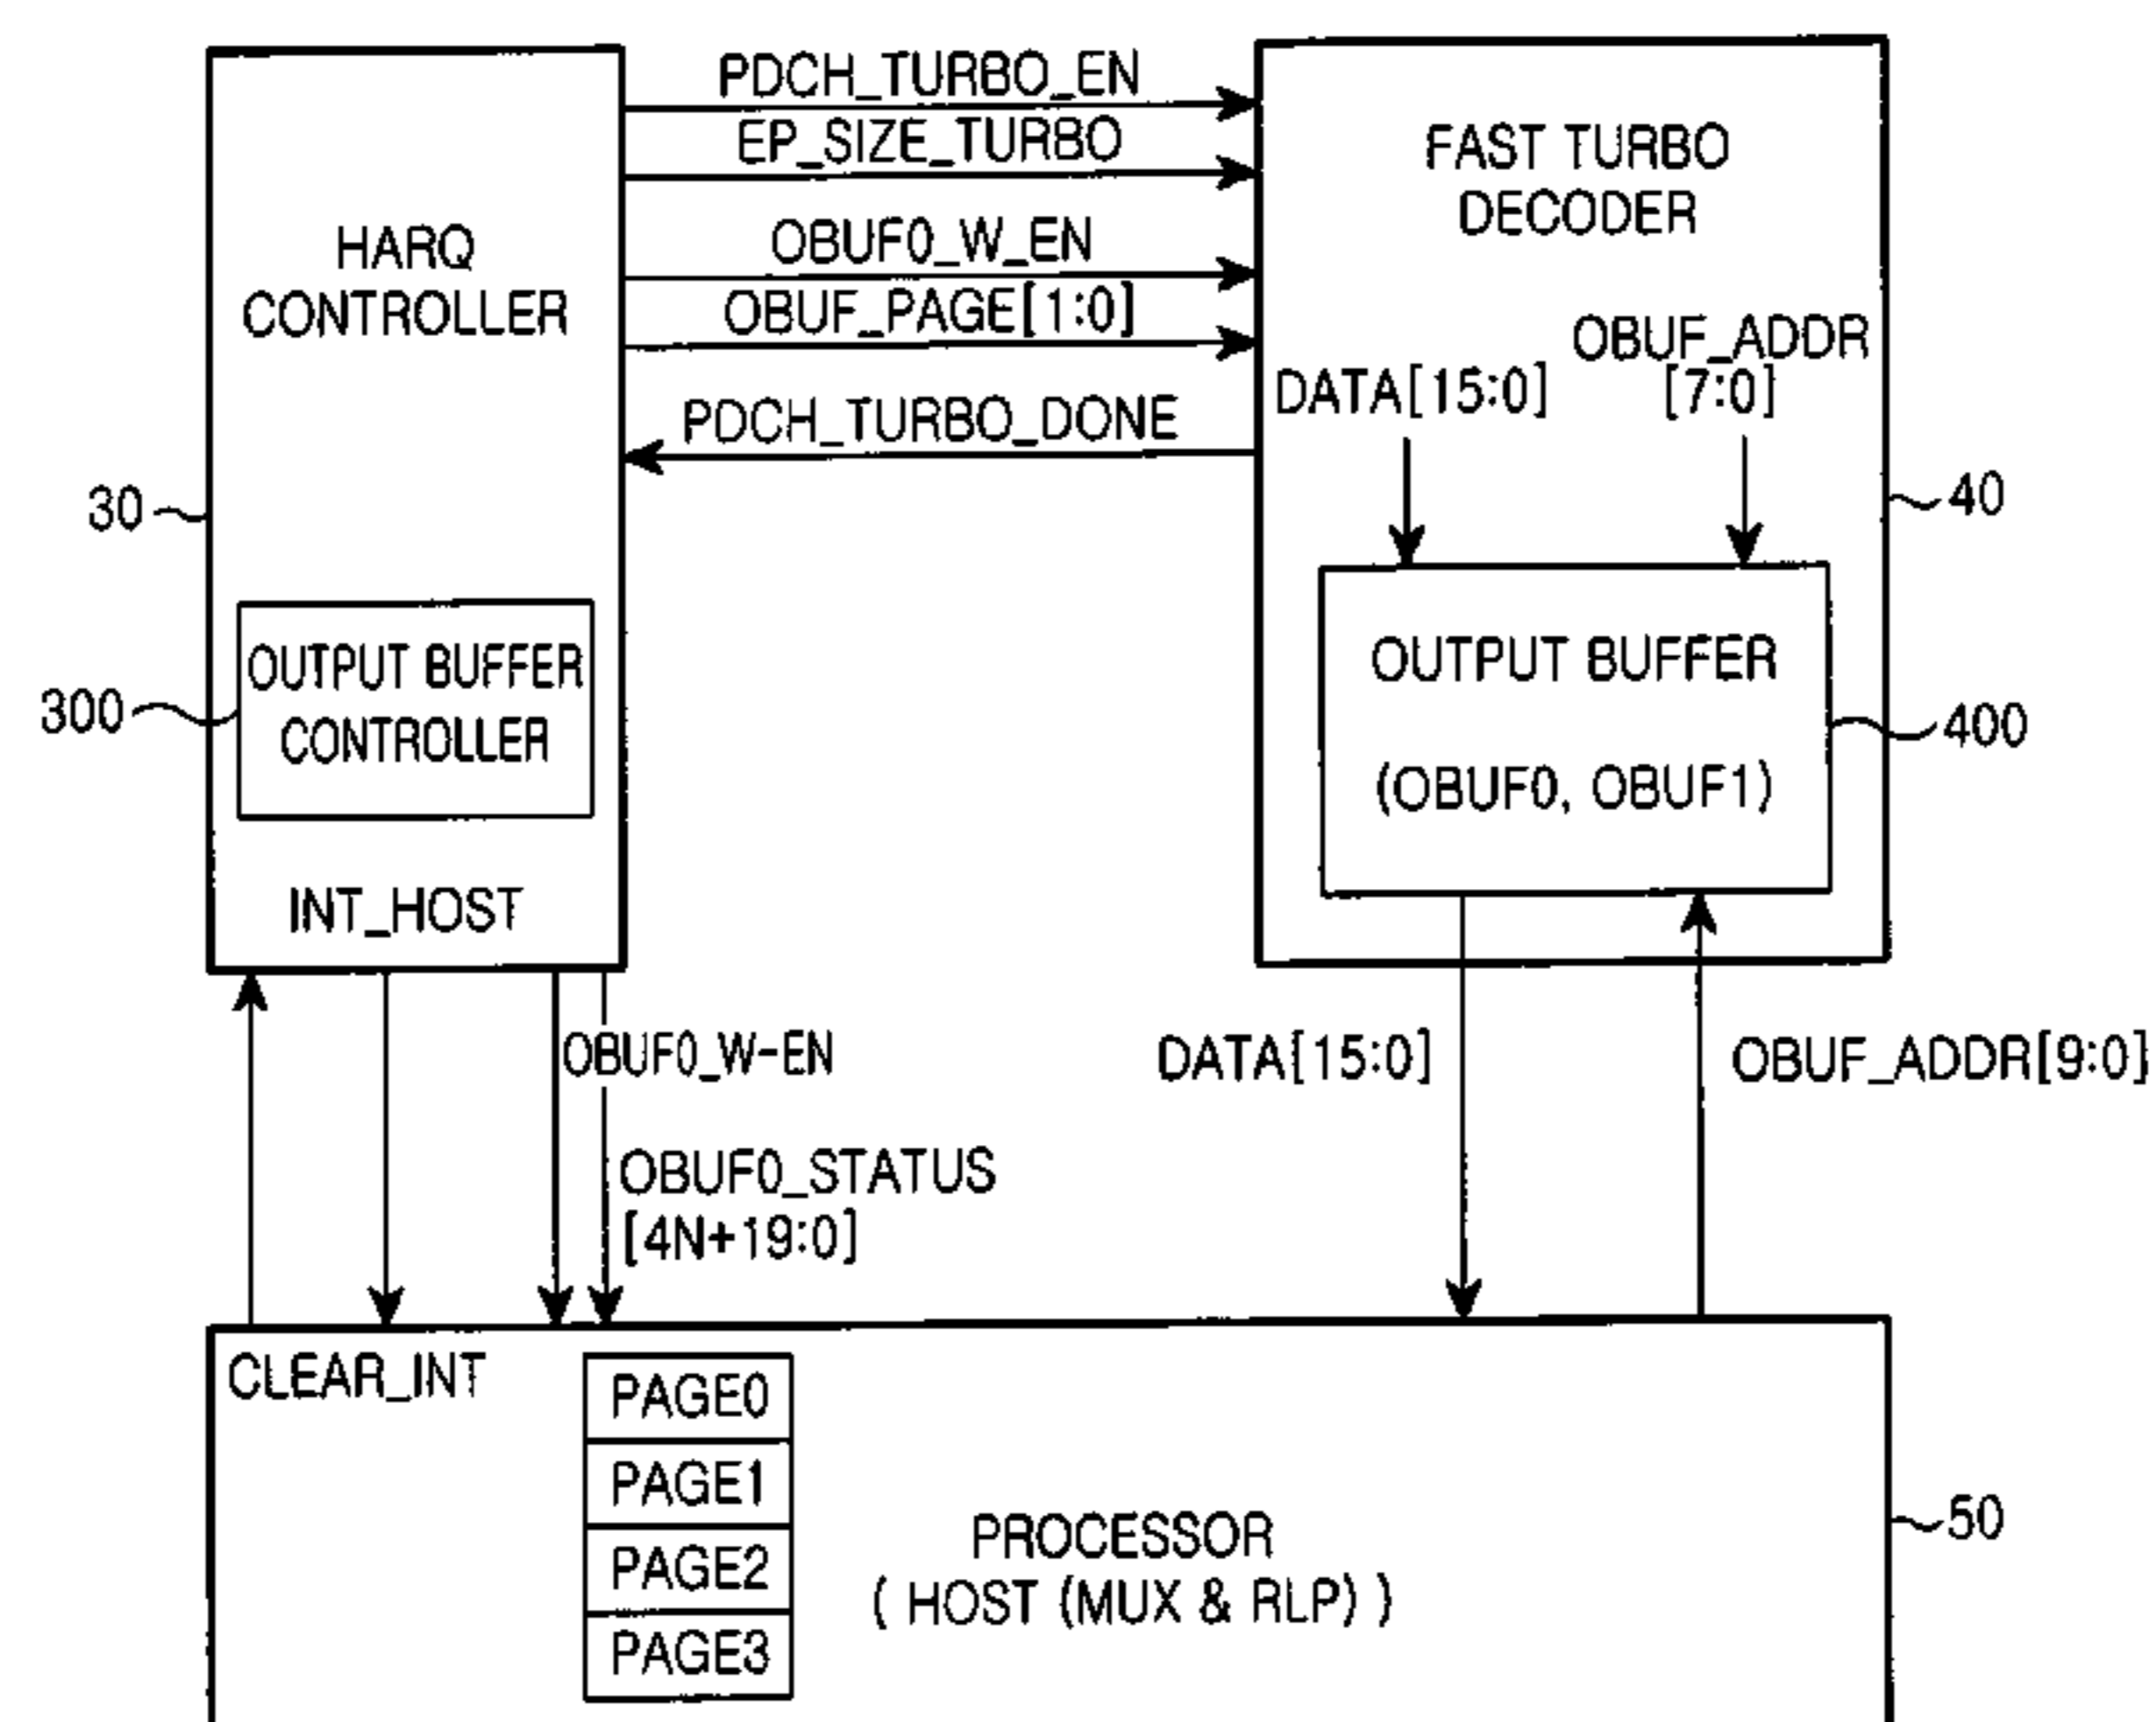 PDCH_TURBO_EN
EP_SIZE_TURBO
OBUF0_W_EN
OBUF_PAGE[1:0]
PDCH_TURBO_DONE
HARQ
CONTROLLER
30
OUTPUT BUFFER
CONTROLLER
300
INT_HOST
FAST TURBO
DECODER
DATA[15:0]
OBUF_ADDR
[7:0]
40
OUTPUT BUFFER
(OBUF0, OBUF1)
400
OBUF0_W-EN
OBUF0_STATUS
[4N+19:0]
DATA[15:0]
OBUF_ADDR[9:0]
CLEAR_INT
PAGE0
PAGE1
PAGE2
PAGE3
PROCESSOR
( HOST (MUX & RLP) )
50